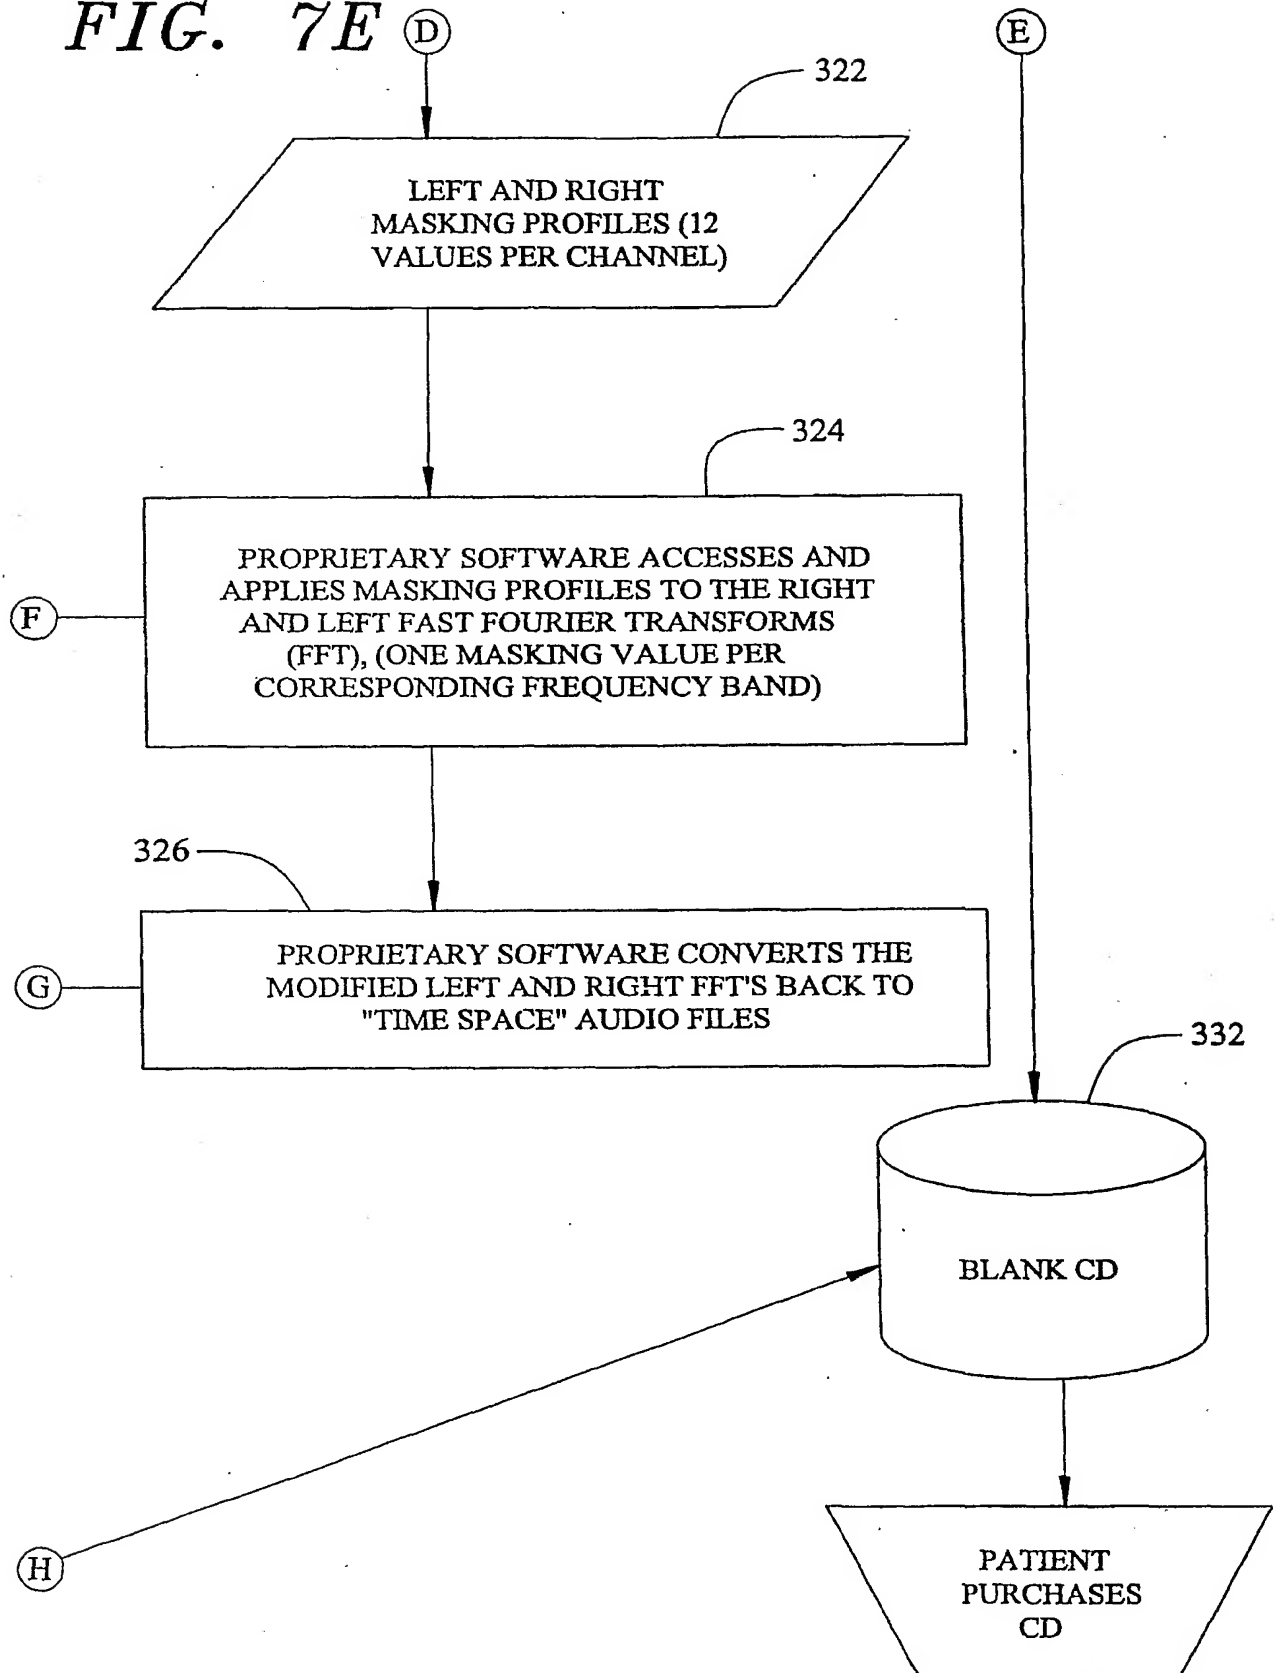 FIG. 7E
D
E
322
LEFT AND RIGHT
MASKING PROFILES (12
VALUES PER CHANNEL)
324
PROPRIETARY SOFTWARE ACCESSES AND
APPLIES MASKING PROFILES TO THE RIGHT
AND LEFT FAST FOURIER TRANSFORMS
(FFT), (ONE MASKING VALUE PER
CORRESPONDING FREQUENCY BAND)
F
326
PROPRIETARY SOFTWARE CONVERTS THE
MODIFIED LEFT AND RIGHT FFT'S BACK TO
"TIME SPACE" AUDIO FILES
G
332
BLANK CD
H
PATIENT
PURCHASES
CD